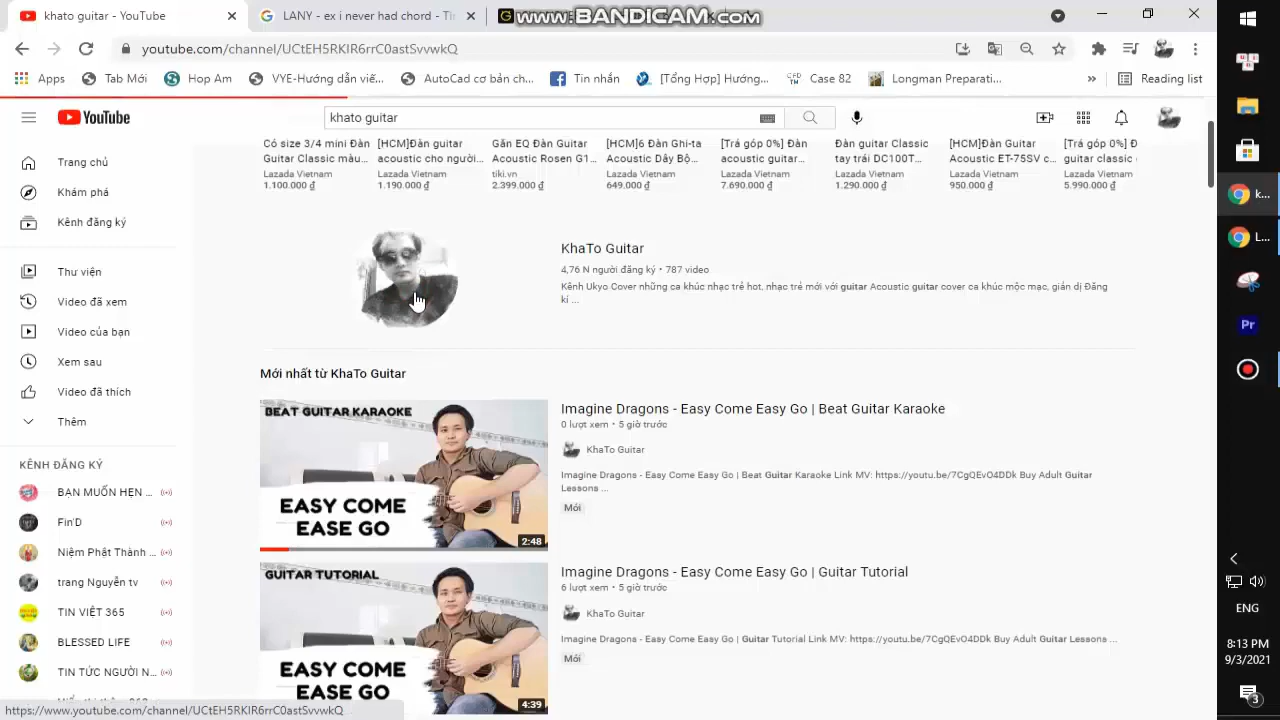 khato guitar - YouTube
LANY - ex i never had chord - Ti
www.BANDICAM.com
youtube.com/channel/UCtEH5RKIR6rrC0astSvvwkQ
Apps
Tab Mới
Hop Am
VYE-Hướng dẫn viê...
AutoCad cơ bản ch...
Tin nhắn
[Tổng Hợp] Hướng...
Case 82
Longman Preparati...
»
Reading list
YouTube
khato guitar
Trang chủ
Khám phá
Kênh đăng ký
Thư viện
Video đã xem
Video của bạn
Xem sau
Video đã thích
Thêm
KÊNH ĐĂNG KÝ
BẠN MUỐN HẸN ...
Fin'D
Niệm Phật Thành ...
trang Nguyễn tv
TIN VIỆT 365
BLESSED LIFE
TIN TỨC NGƯỜI N...
Có size 3/4 mini Đàn
Guitar Classic màu...
Lazada Vietnam
1.100.000 ₫
[HCM]Đàn guitar
acoustic cho người...
Lazada Vietnam
1.190.000 ₫
Gắn EQ Đàn Guitar
Acoustic Rosen G1...
tiki.vn
2.399.000 ₫
[HCM]6 Dây Đàn Ghi-ta
Acoustic Dây Bộ...
Lazada Vietnam
649.000 ₫
[Trả góp 0%] Đàn
acoustic guitar...
Lazada Vietnam
7.690.000 ₫
Đàn guitar Classic
tay trái DC100T...
Lazada Vietnam
1.290.000 ₫
[HCM]Đàn Guitar
Acoustic ET-75SV c...
Lazada Vietnam
950.000 ₫
[Trả góp 0%] Đàn
guitar classic
Lazada Vietnam
5.990.000 ₫
KhaTo Guitar
4,76 N người đăng ký • 787 video
Kênh Ukyo Cover những ca khúc nhạc trẻ hot, nhạc trẻ mới với guitar Acoustic guitar cover ca khúc mộc mạc, giản dị Đăng
kí ...
Mới nhất từ KhaTo Guitar
BEAT GUITAR KARAOKE
EASY COME
EASE GO
2:48
Imagine Dragons - Easy Come Easy Go | Beat Guitar Karaoke
0 lượt xem • 5 giờ trước
KhaTo Guitar
Imagine Dragons - Easy Come Easy Go | Beat Guitar Karaoke Link MV: https://youtu.be/7CgQEvO4DDk Buy Adult Guitar
Lessons ...
Mới
GUITAR TUTORIAL
EASY COME
EASE GO
4:39
Imagine Dragons - Easy Come Easy Go | Guitar Tutorial
6 lượt xem • 5 giờ trước
KhaTo Guitar
Imagine Dragons - Easy Come Easy Go | Guitar Tutorial Link MV: https://youtu.be/7CgQEvO4DDk Buy Adult Guitar Lessons ...
Mới
https://www.youtube.com/channel/UCtEH5RKIR6rrC0astSvvwkQ
k...
L...
Pr
ENG
8:13 PM
9/3/2021
3